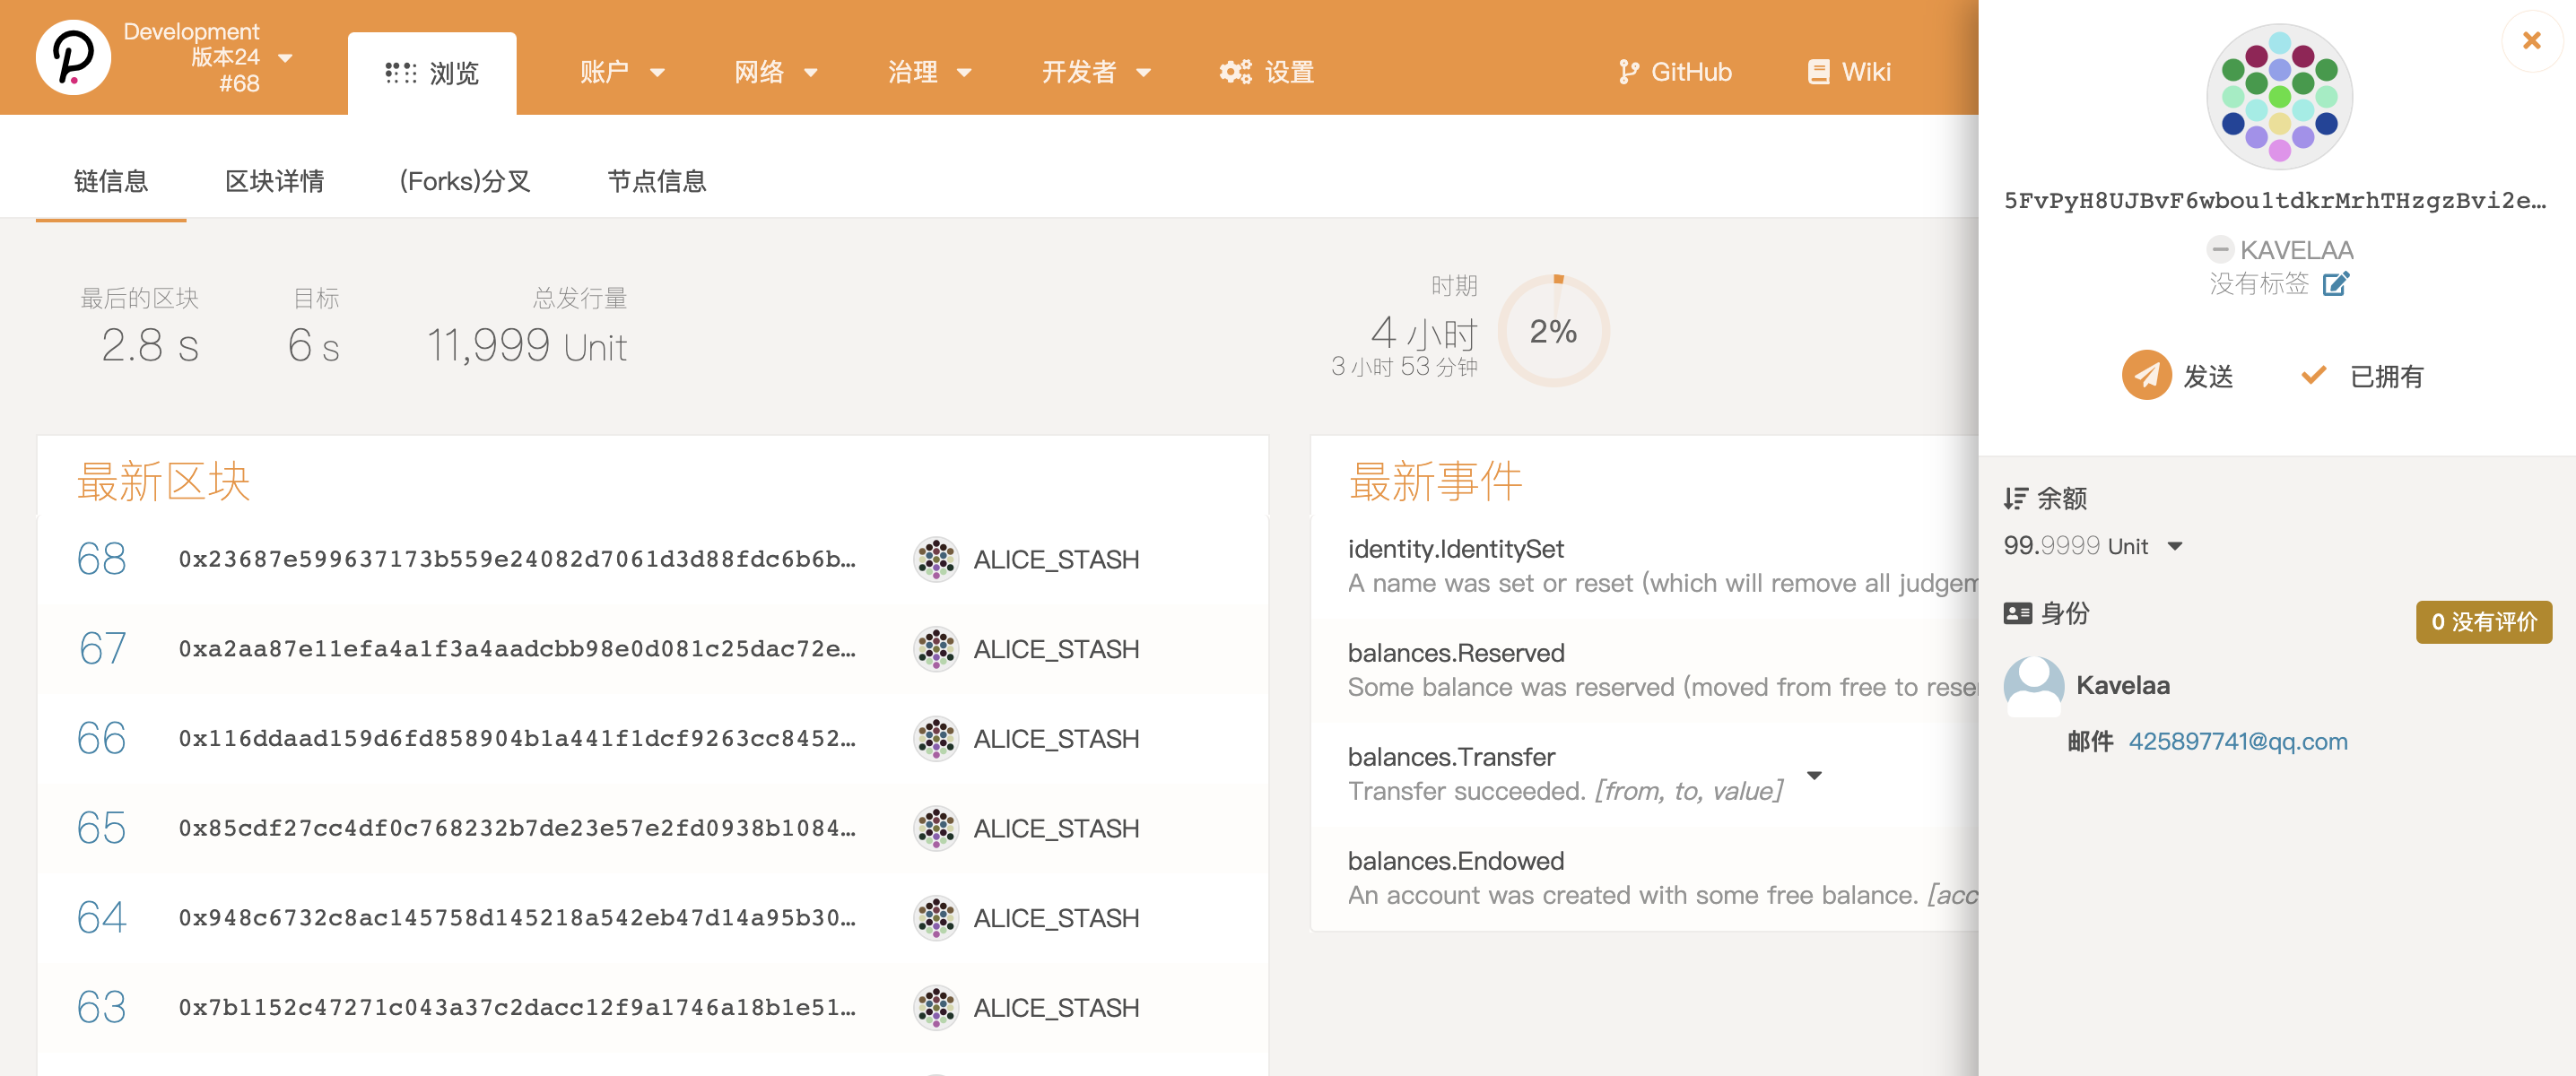 Development
版本24
#68
浏览
账户
网络
治理
开发者
设置
GitHub
Wiki
链信息
区块详情
(Forks)分叉
节点信息
最后的区块
2.8 s
目标
6 s
总发行量
11,999 Unit
时期
4 小时
3 小时 53 分钟
2%
最新区块
68 0x23687e599637173b559e24082d7061d3d88fdc6b6b… ALICE_STASH
67 0xa2aa87e11efa4a1f3a4aadcbb98e0d081c25dac72e… ALICE_STASH
66 0x116ddaad159d6fd858904b1a441f1dcf9263cc8452… ALICE_STASH
65 0x85cdf27cc4df0c768232b7de23e57e2fd0938b1084… ALICE_STASH
64 0x948c6732c8ac145758d145218a542eb47d14a95b30… ALICE_STASH
63 0x7b1152c47271c043a37c2dacc12f9a1746a18b1e51… ALICE_STASH
最新事件
identity.IdentitySet
A name was set or reset (which will remove all judgem
balances.Reserved
Some balance was reserved (moved from free to rese
balances.Transfer
Transfer succeeded. [from, to, value]
balances.Endowed
An account was created with some free balance. [acc
5FvPyH8UJBvF6wbou1tdkrMrhTHzgzBvi2e…
KAVELAA
没有标签
发送
已拥有
余额
99.9999 Unit
身份
0 没有评价
Kavelaa
邮件 425897741@qq.com